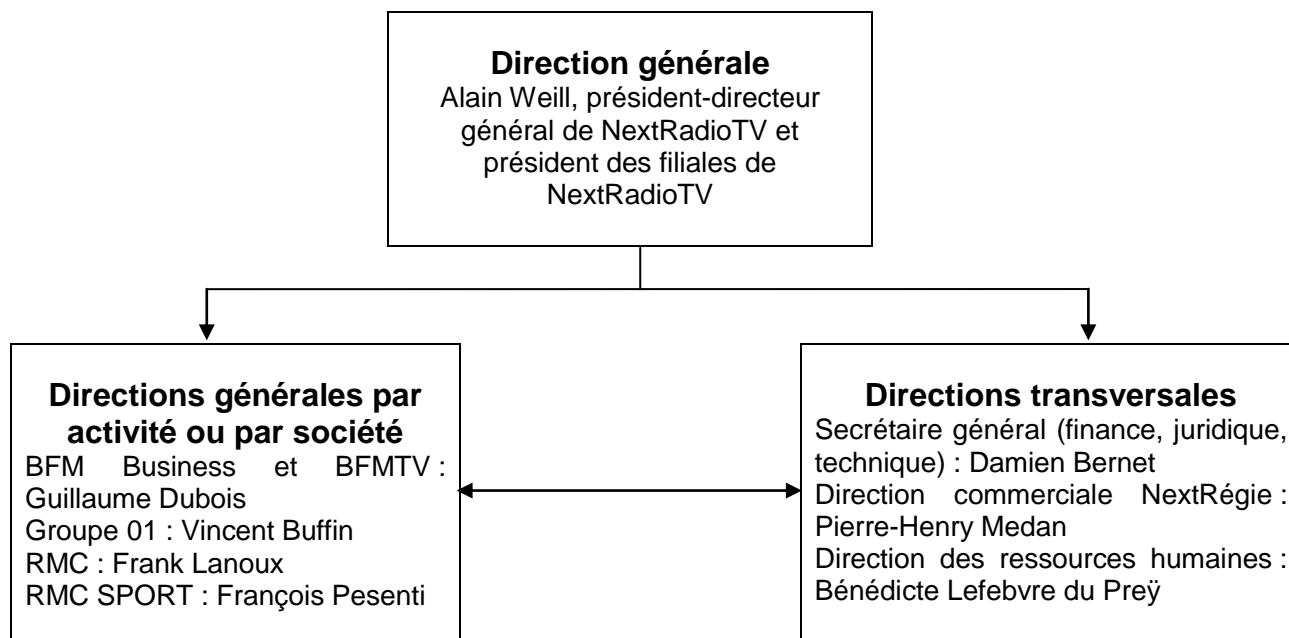 Direction générale
Alain Weill, président-directeur
général de NextRadioTV et
président des filiales de
NextRadioTV
Directions générales par
activité ou par société
BFM Business et BFMTV :
Guillaume Dubois
Groupe 01 : Vincent Buffin
RMC : Frank Lanoux
RMC SPORT : François Pesenti
Directions transversales
Secrétaire général (finance, juridique,
technique) : Damien Bernet
Direction commerciale NextRégie :
Pierre-Henry Medan
Direction des ressources humaines :
Bénédicte Lefebvre du Preÿ